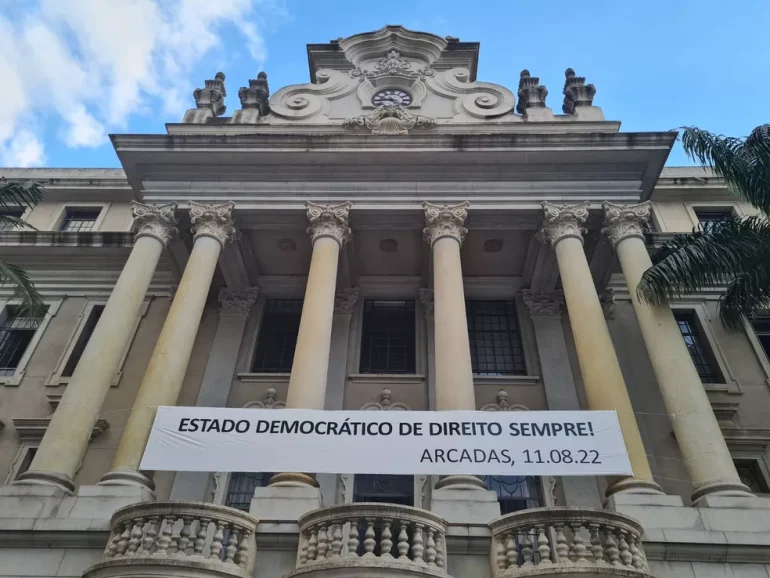 ESTADO DEMOCRÁTICO DE DIREITO SEMPRE!
ARCADAS, 11.08.22